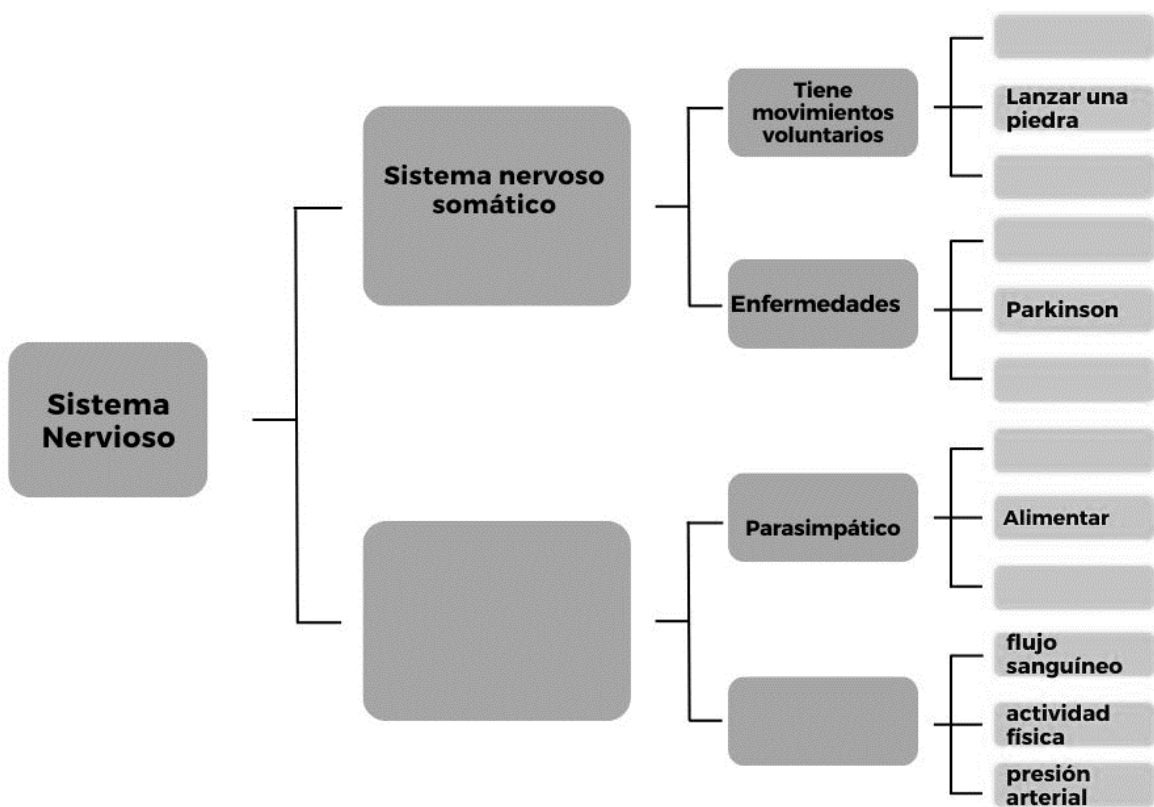 Sistema
Nervioso
Sistema nervoso
somático
Tiene
movimientos
voluntarios
Lanzar una
piedra
Enfermedades
Parkinson
Parasimpático
Alimentar
flujo
sanguíneo
actividad
física
presión
arterial